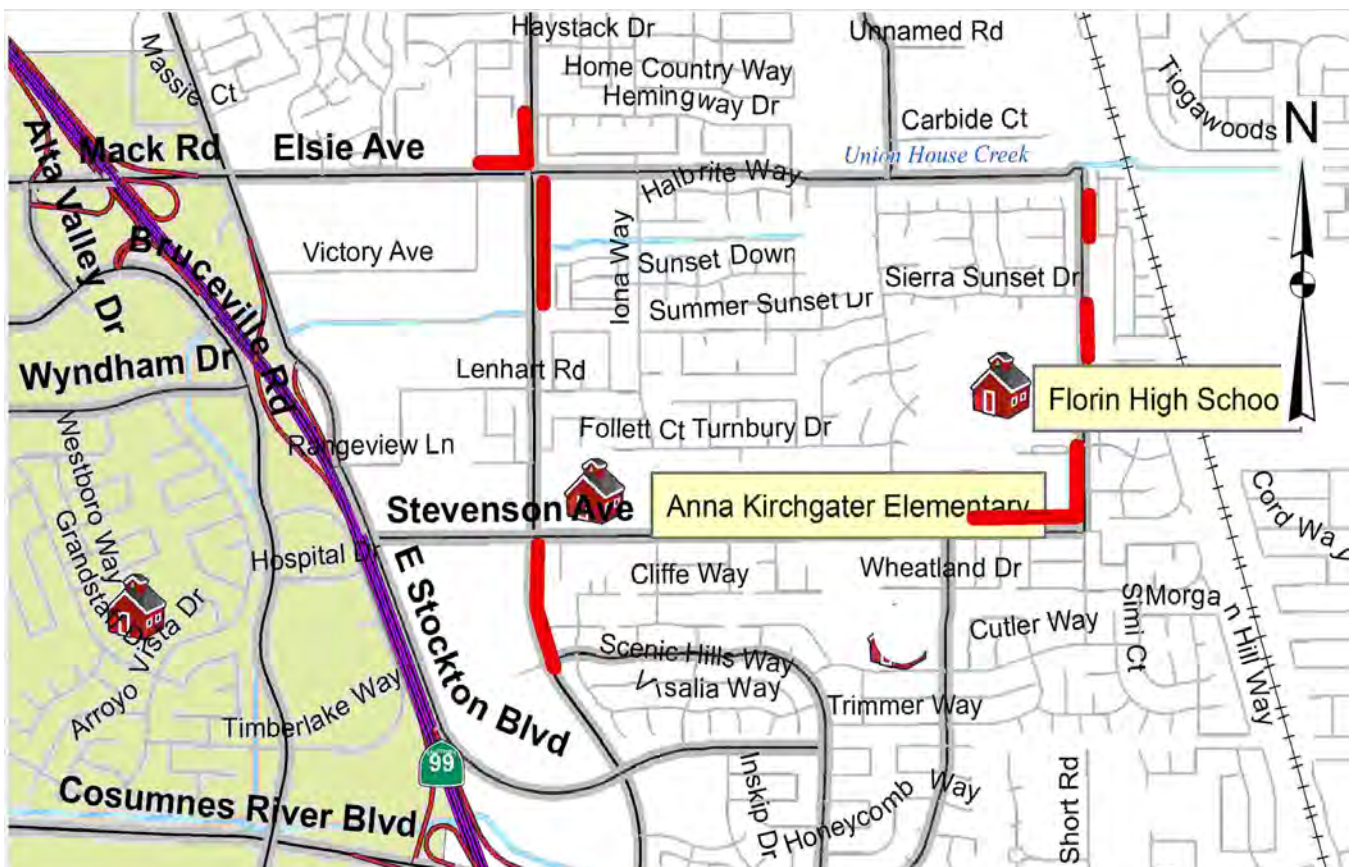 Haystack Dr
Unnamed Rd
Massie Ct
Home Country Way
Hemingway Dr
Tiogawoods
N
Carbide Ct
Mack Rd
Elsie Ave
Union House Creek
Alta Valley Dr
Halbrite Way
Bruceville Rd
Victory Ave
Iona Way
Sunset Down
Sierra Sunset Dr
Summer Sunset Dr
Wyndham Dr
Lenhart Rd
Florin High Schoo
Westboro Way
Rangeview Ln
Follett Ct
Turnbury Dr
Anna Kirchgater Elementary
Stevenson Ave
Cord Way
Grandstaff
Hospital Dr
E Stockton Blvd
Cliffe Way
Wheatland Dr
Simi Ct
Morgan Hill Way
Arroyo Vista Dr
Scenic Hills Way
Cutler Way
Visalia Way
Timberlake Way
Trimmer Way
99
Cosumnes River Blvd
Inskip Dr
Honeycomb Way
Short Rd